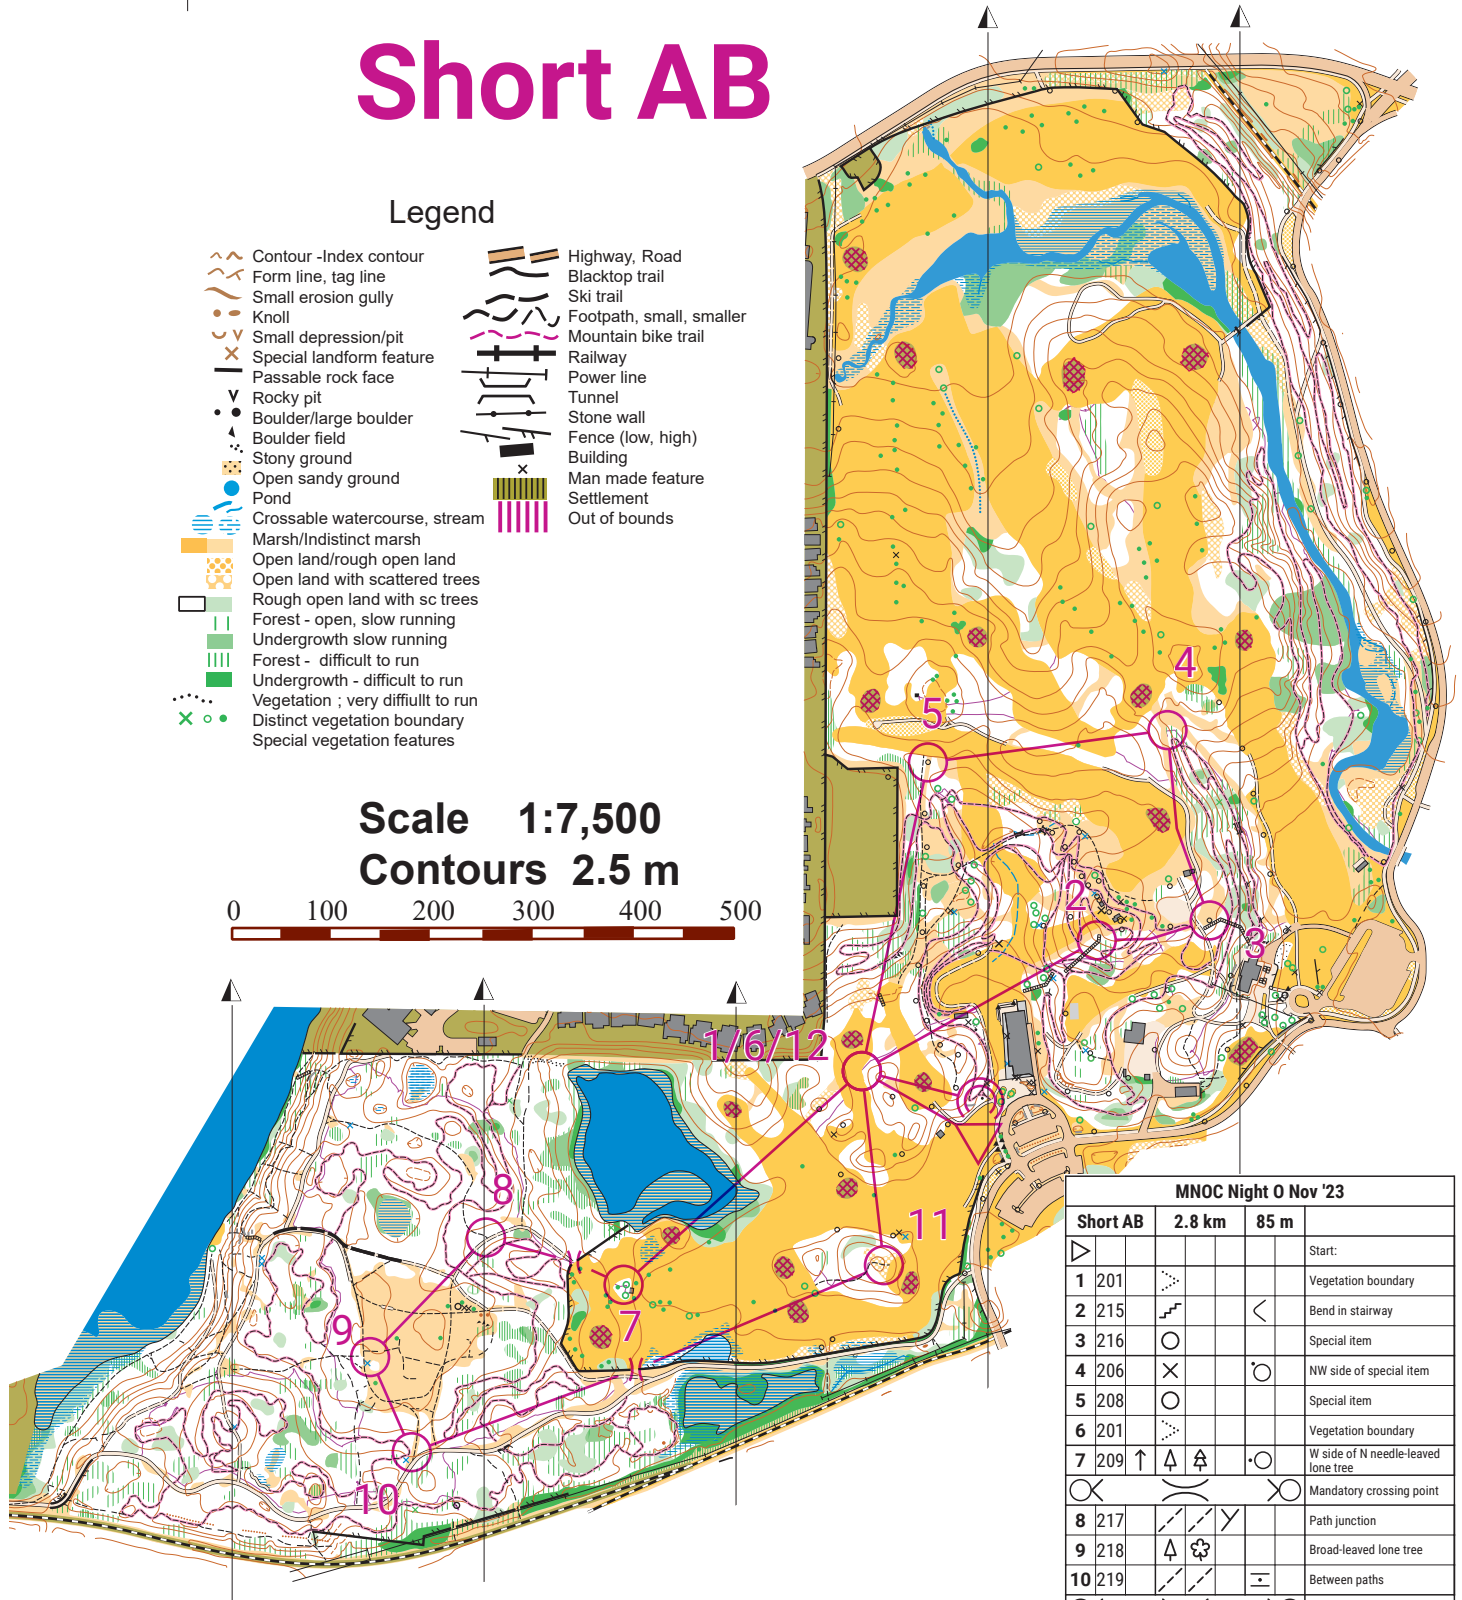 Short AB
Legend
Contour -Index contour
Form line, tag line
Small erosion gully
Knoll
Small depression/pit
Special landform feature
Passable rock face
Rocky pit
Boulder/large boulder
Boulder field
Stony ground
Open sandy ground
Pond
Crossable watercourse, stream
Marsh/Indistinct marsh
Open land/rough open land
Open land with scattered trees
Rough open land with sc trees
Forest - open, slow running
Undergrowth slow running
Forest - difficult to run
Undergrowth - difficult to run
Vegetation ; very diffiullt to run
Distinct vegetation boundary
Special vegetation features
Highway, Road
Blacktop trail
Ski trail
Footpath, small, smaller
Mountain bike trail
Railway
Power line
Tunnel
Stone wall
Fence (low, high)
Building
Man made feature
Settlement
Out of bounds
Scale 1:7,500
Contours 2.5 m
0 100 200 300 400 500
4
5
2
3
1/6/12
8
11
9
7
10
MNOC Night O Nov '23
Short AB 2.8 km 85 m
Start:
1 201 Vegetation boundary
2 215 Bend in stairway
3 216 Special item
4 206 NW side of special item
5 208 Special item
6 201 Vegetation boundary
7 209 W side of N needle-leaved
lone tree
Mandatory crossing point
8 217 Path junction
9 218 Broad-leaved lone tree
10 219 Between paths